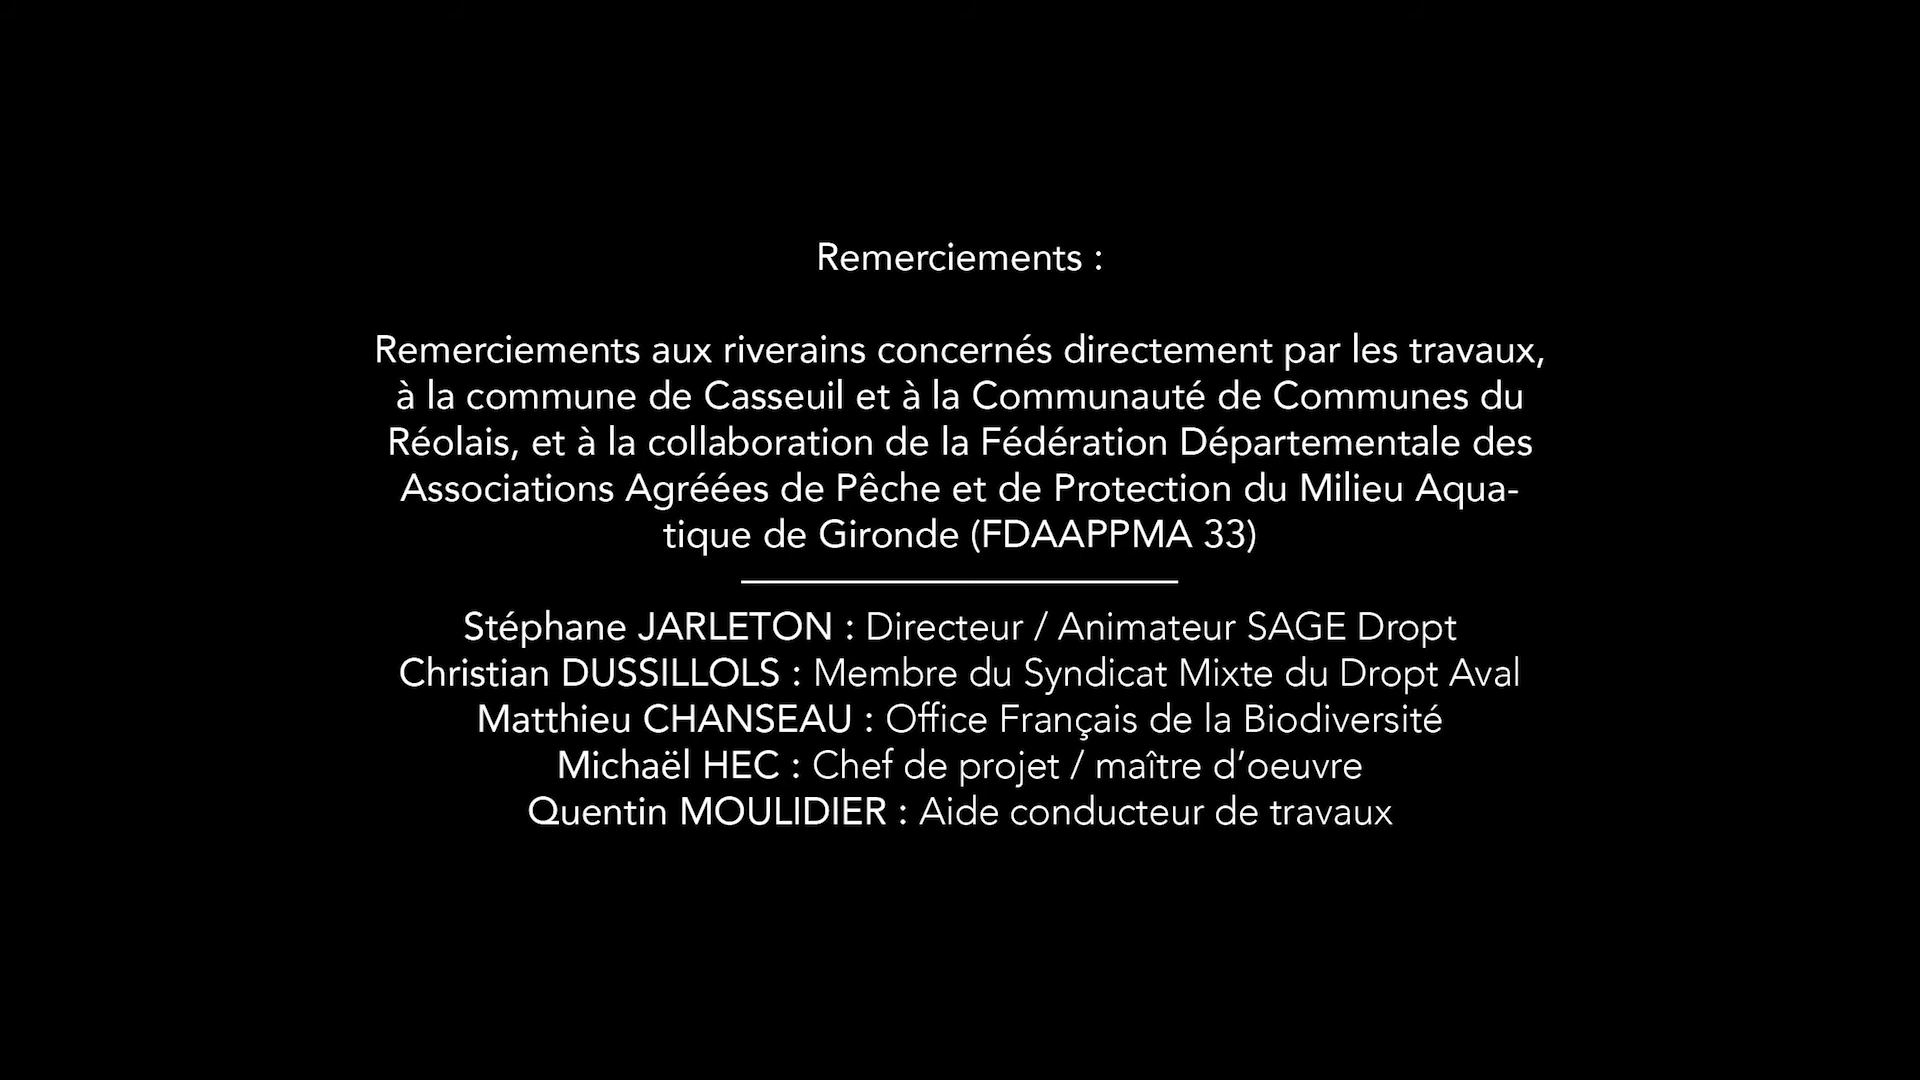 Remerciements :
Remerciements aux riverains concernés directement par les travaux,
à la commune de Casseuil et à la Communauté de Communes du
Réolais, et à la collaboration de la Fédération Départementale des
Associations Agréées de Pêche et de Protection du Milieu Aqua-
tique de Gironde (FDAAPPMA 33)
Stéphane JARLETON : Directeur / Animateur SAGE Dropt
Christian DUSSILLOLS : Membre du Syndicat Mixte du Dropt Aval
Matthieu CHANSEAU : Office Français de la Biodiversité
Michaël HEC : Chef de projet / maître d’oeuvre
Quentin MOULIDIER : Aide conducteur de travaux